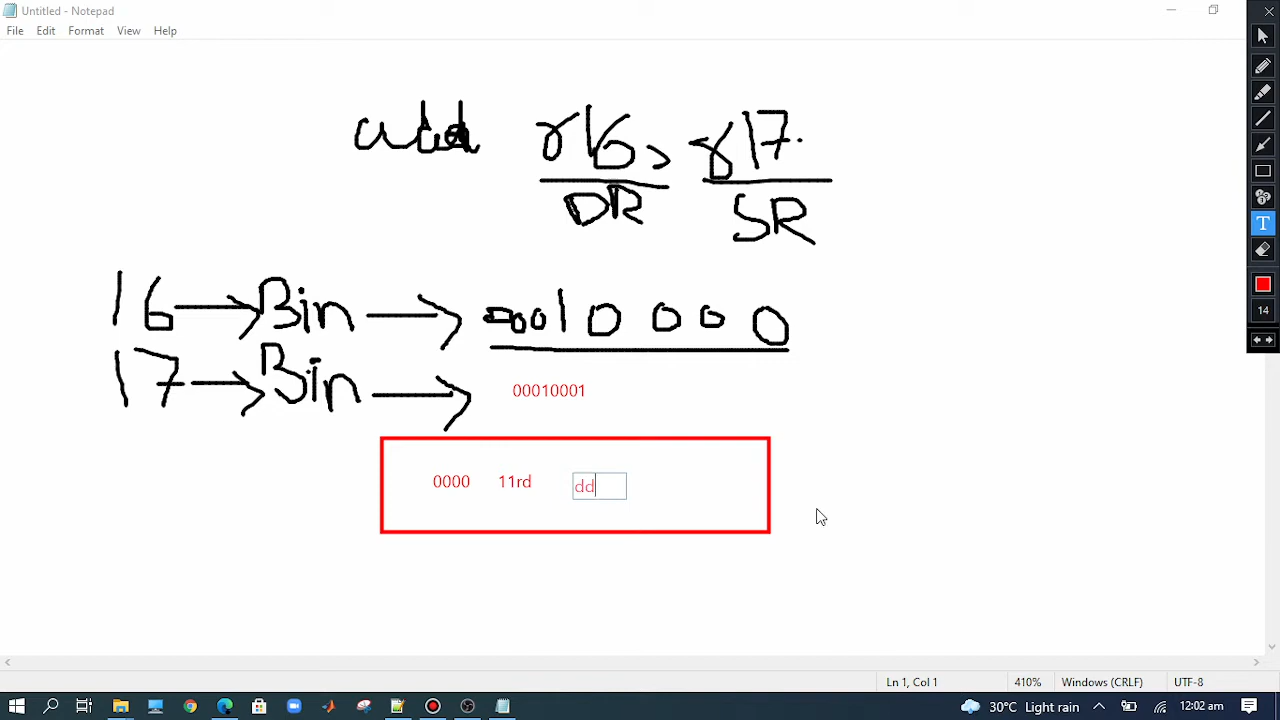 Untitled - Notepad
File Edit Format View Help
add r16, r17.
DR SR
16 → Bin → 00010000
17 → Bin →
00010001
0000 11rd dd
14
Ln 1, Col 1 410% Windows (CRLF) UTF-8
30°C Light rain 12:02 am